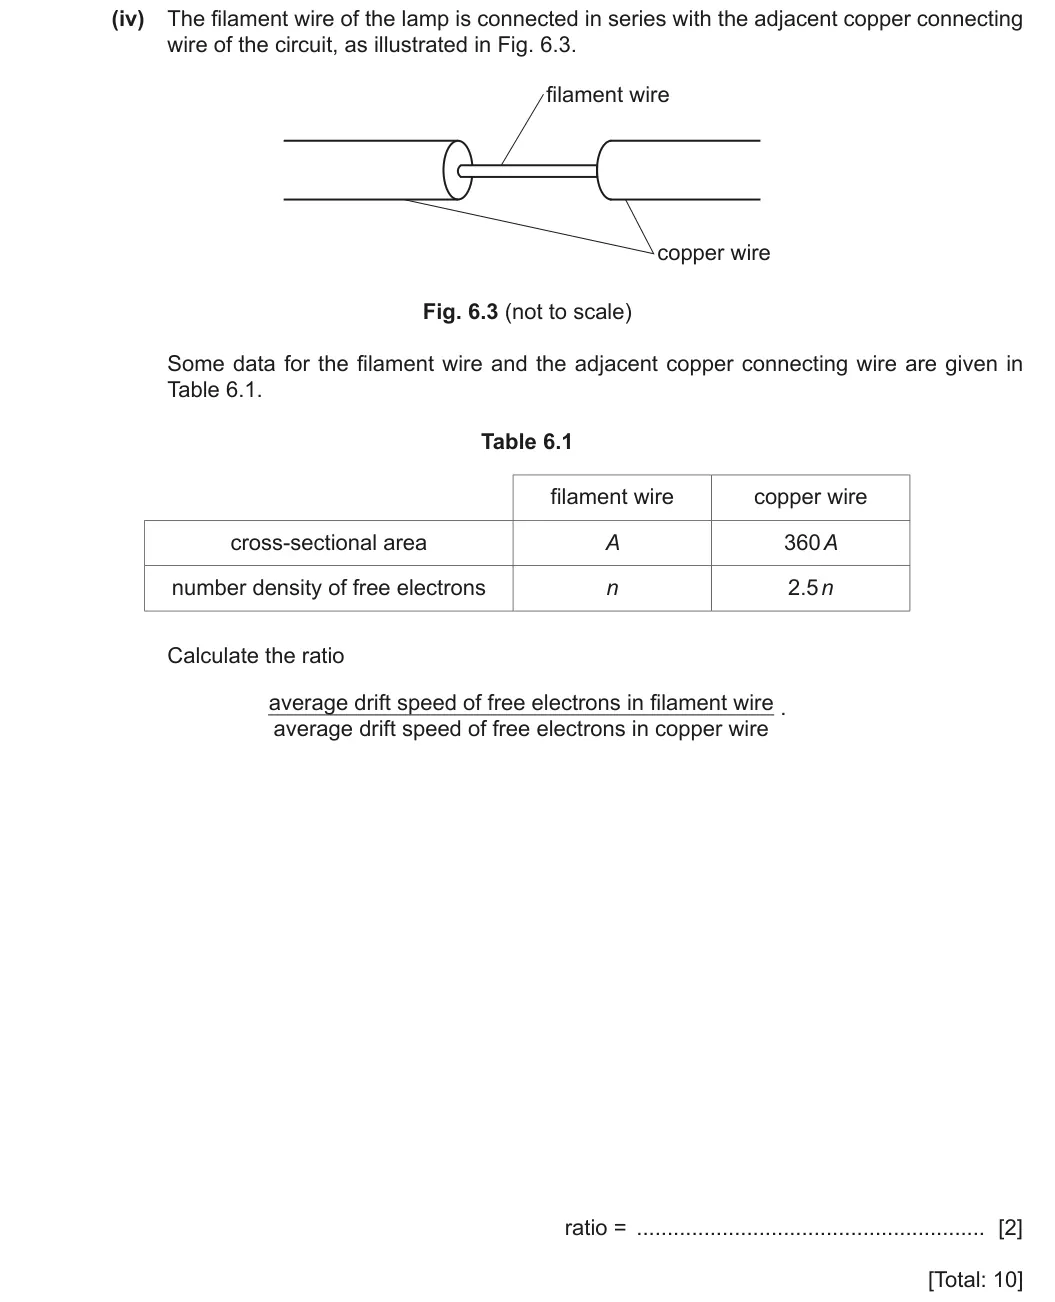 (iv) The filament wire of the lamp is connected in series with the adjacent copper connecting
wire of the circuit, as illustrated in Fig. 6.3.
filament wire
copper wire
Fig. 6.3 (not to scale)
Some data for the filament wire and the adjacent copper connecting wire are given in
Table 6.1.
Table 6.1
filament wire copper wire
cross-sectional area A 360A
number density of free electrons n 2.5n
Calculate the ratio
average drift speed of free electrons in filament wire .
average drift speed of free electrons in copper wire
ratio = ......................................................... [2]
[Total: 10]